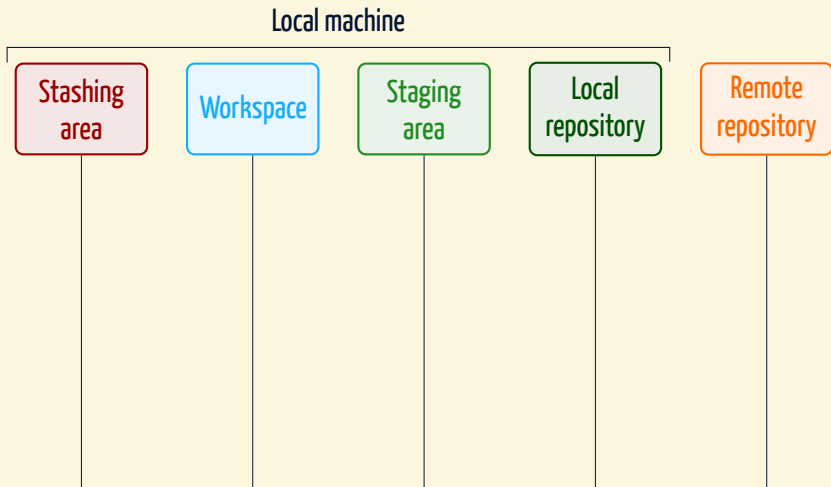 Local machine
Stashing
area
Workspace
Staging
area
Local
repository
Remote
repository